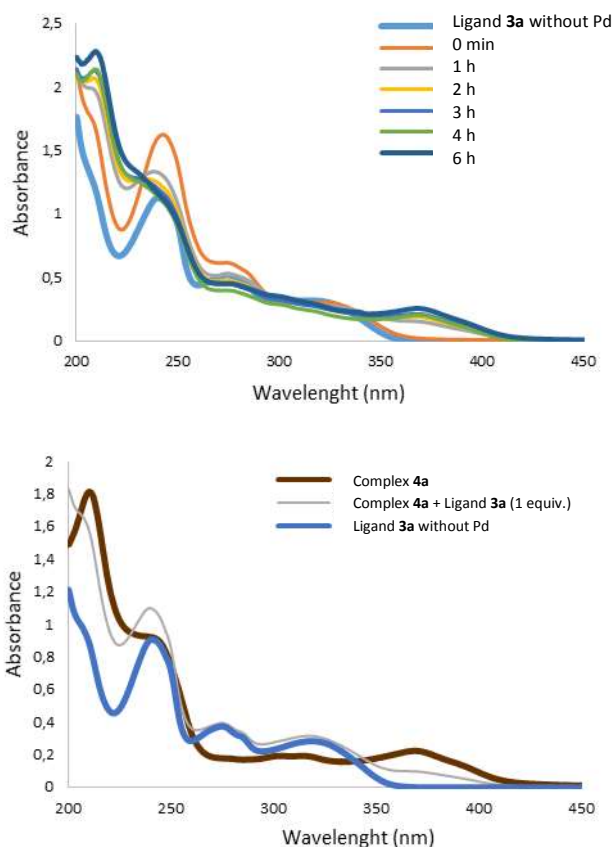 2,5
2
1,5
1
0,5
0
Absorbance
200
250
300
350
400
450
Wavelenght (nm)
Ligand 3a without Pd
0 min
1 h
2 h
3 h
4 h
6 h
2
1,8
1,6
1,4
1,2
1
0,8
0,6
0,4
0,2
0
Absorbance
200
250
300
350
400
450
Wavelenght (nm)
Complex 4a
Complex 4a + Ligand 3a (1 equiv.)
Ligand 3a without Pd